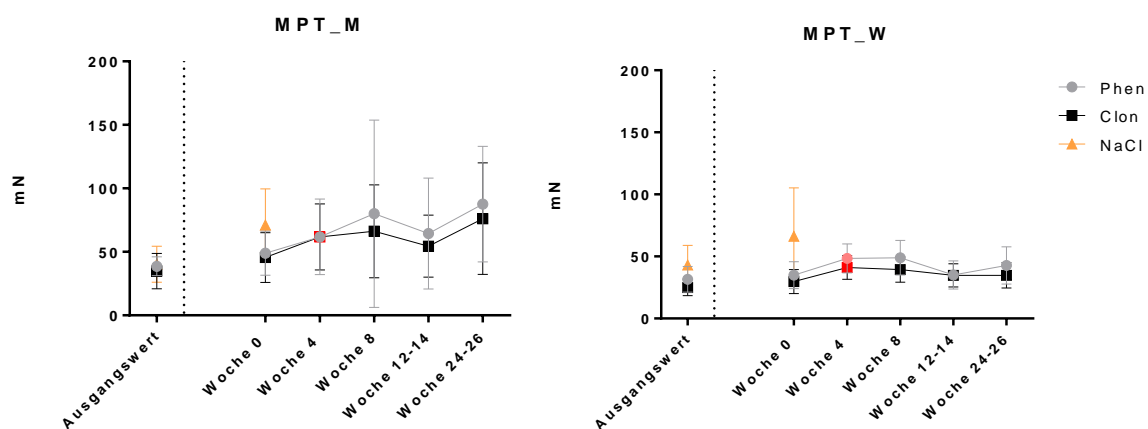 MPT_M
200
150
100
50
0
mN
Ausgangswert
Woche 0
Woche 4
Woche 8
Woche 12-14
Woche 24-26
MPT_W
200
150
100
50
0
mN
Ausgangswert
Woche 0
Woche 4
Woche 8
Woche 12-14
Woche 24-26
Phen
Clon
NaCl